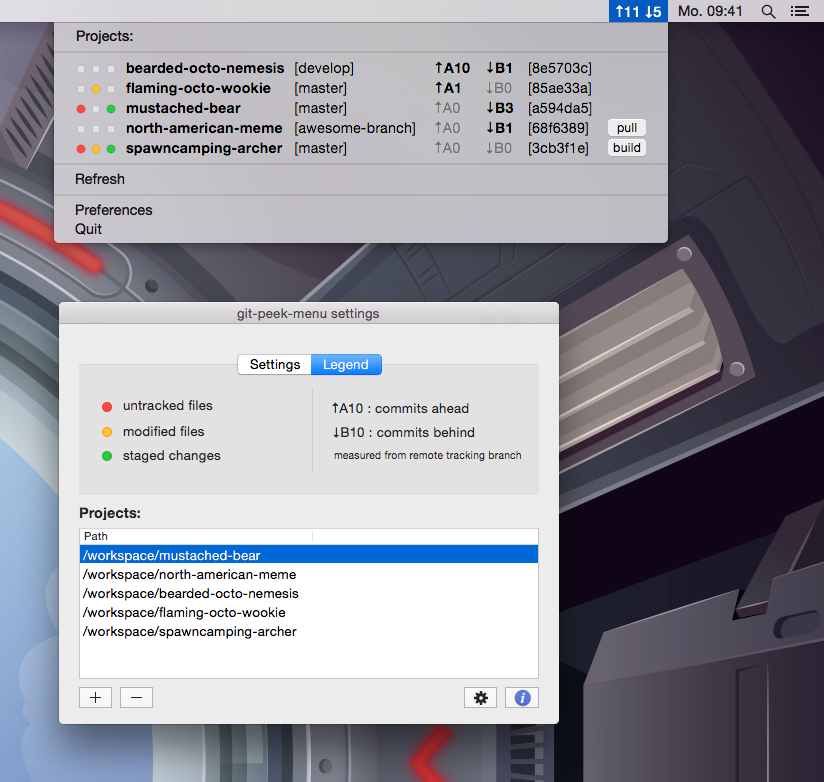 ↑11 ↓5 Mo. 09:41
Projects:
bearded-octo-nemesis [develop] ↑A10 ↓B1 [8e5703c]
flaming-octo-wookie [master] ↑A1 ↓B0 [85ae33a]
mustached-bear [master] ↑A0 ↓B3 [a594da5]
north-american-meme [awesome-branch] ↑A0 ↓B1 [68f6389] pull
spawncamping-archer [master] ↑A0 ↓B0 [3cb3f1e] build
Refresh
Preferences
Quit
git-peek-menu settings
Settings Legend
untracked files
modified files
staged changes
↑A10 : commits ahead
↓B10 : commits behind
measured from remote tracking branch
Projects:
Path
/workspace/mustached-bear
/workspace/north-american-meme
/workspace/bearded-octo-nemesis
/workspace/flaming-octo-wookie
/workspace/spawncamping-archer